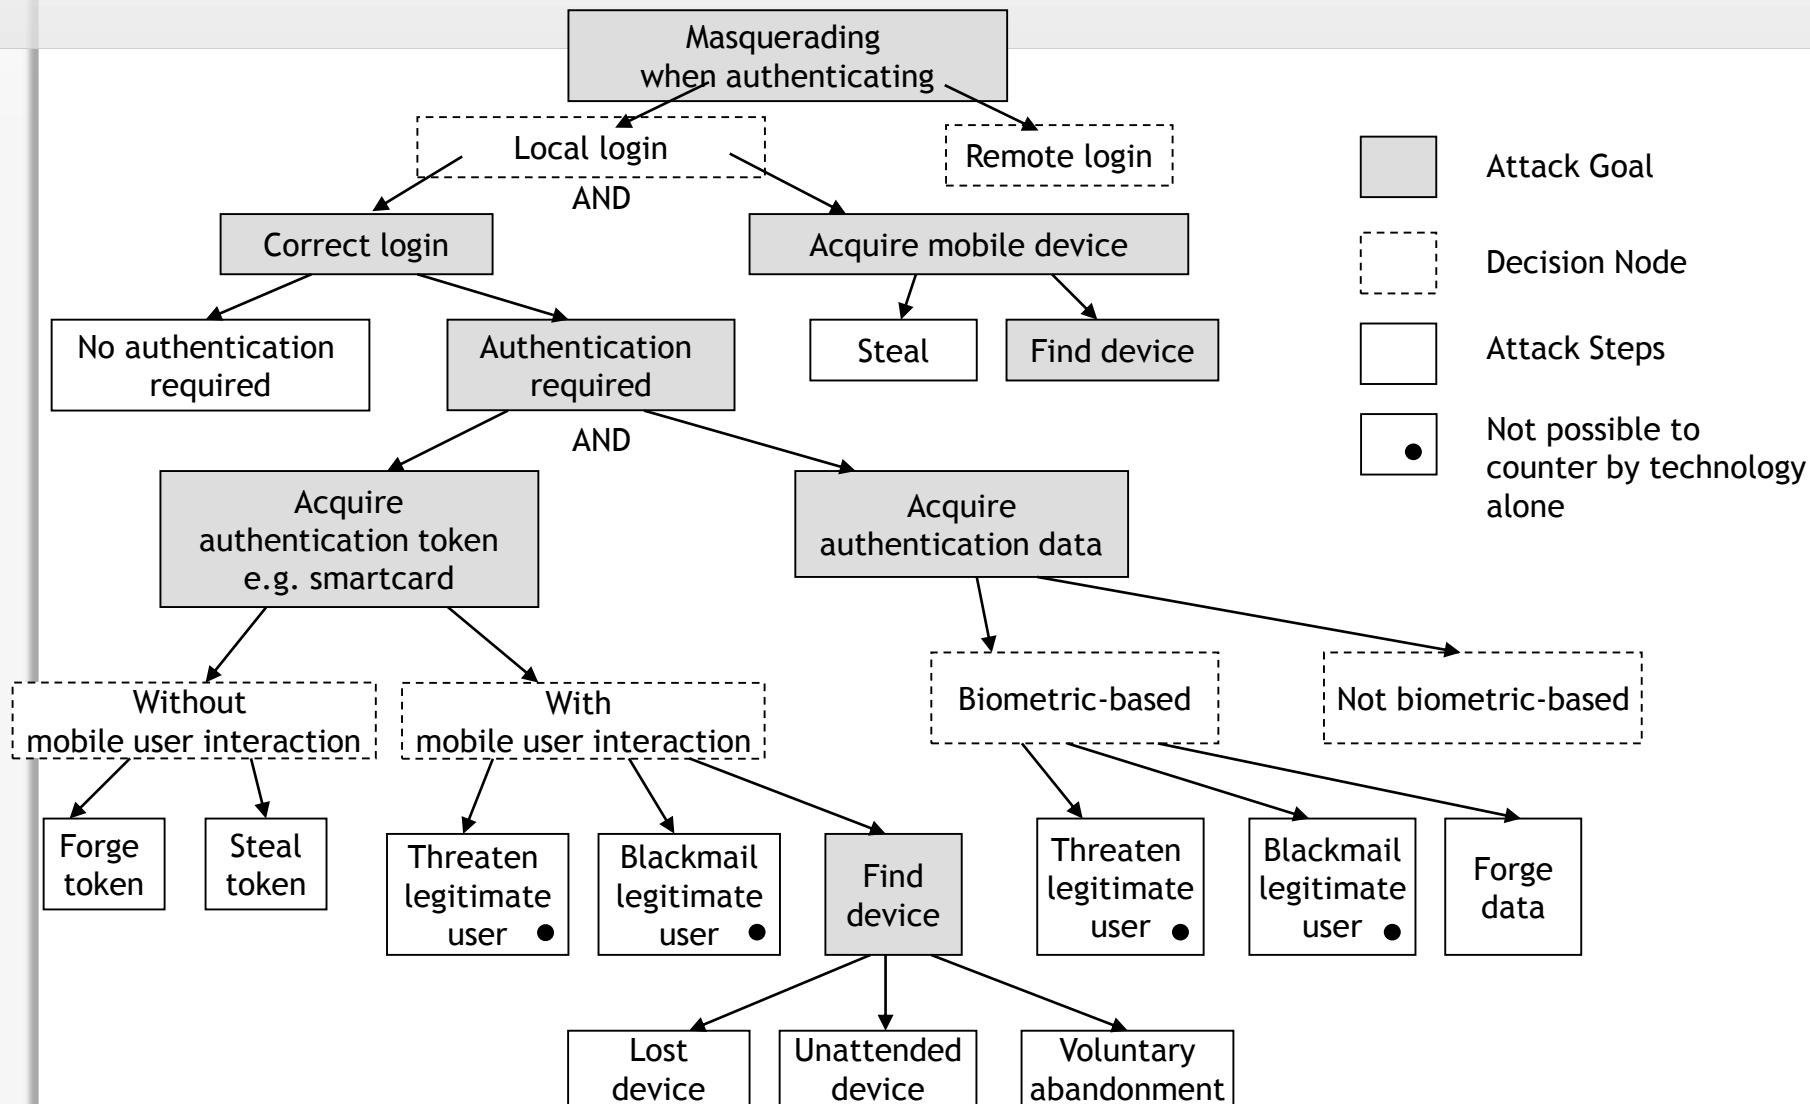 Masquerading
when authenticating
Local login
Remote login
AND
Correct login
Acquire mobile device
No authentication
required
Authentication
required
Steal
Find device
AND
Acquire
authentication token
e.g. smartcard
Acquire
authentication data
Without
mobile user interaction
With
mobile user interaction
Biometric-based
Not biometric-based
Forge
token
Steal
token
Threaten
legitimate
user
Blackmail
legitimate
user
Find
device
Threaten
legitimate
user
Blackmail
legitimate
user
Forge
data
Lost
device
Unattended
device
Voluntary
abandonment
Attack Goal
Decision Node
Attack Steps
Not possible to
counter by technology
alone